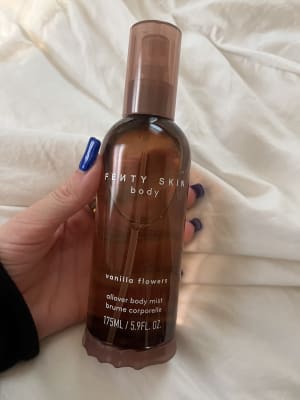 FENTY SKIN
body
vanilla flowers
allover body mist
brume corporelle
175ML / 5.9FL. OZ.